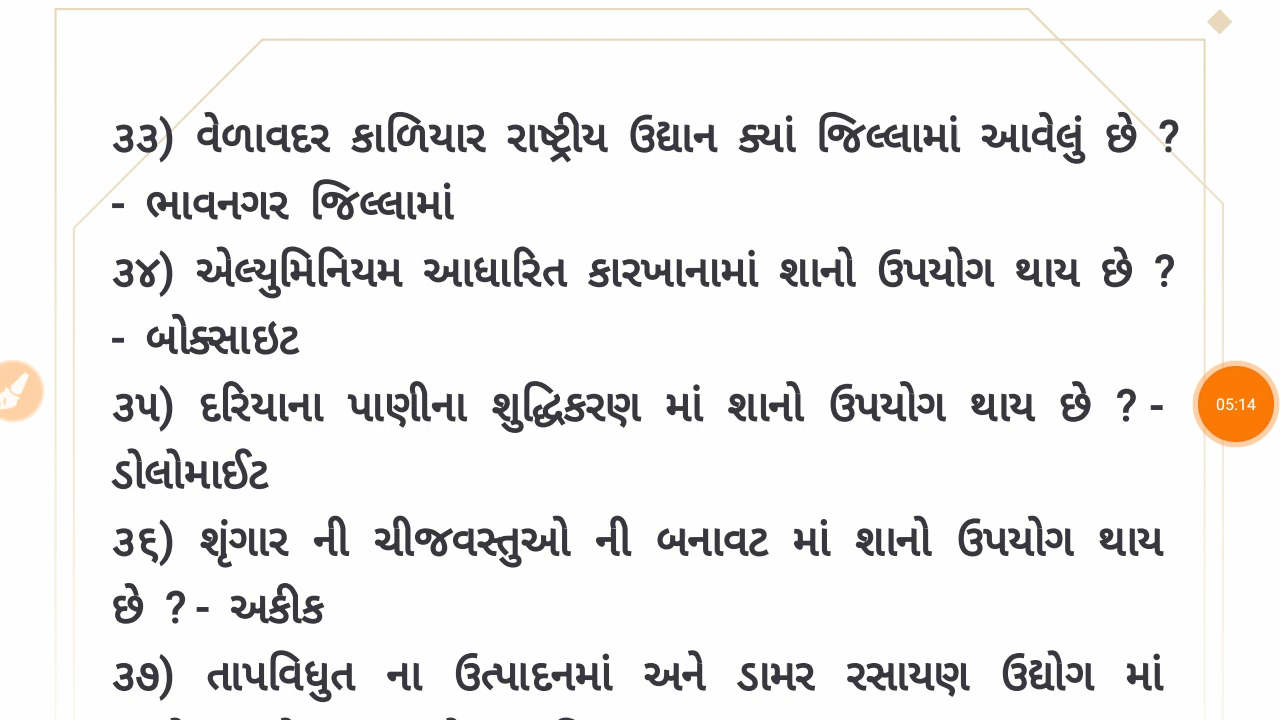 ૩૩) વેળાવદર કાળિયાર રાષ્ટ્રીય ઉદ્યાન ક્યાં જિલ્લામાં આવેલું છે ?
- ભાવનગર જિલ્લામાં
૩૪) એલ્યુમિનિયમ આધારિત કારખાનામાં શાનો ઉપયોગ થાય છે ?
- બોક્સાઇટ
૩૫) દરિયાના પાણીના શુદ્ધિકરણ માં શાનો ઉપયોગ થાય છે ? -
ડોલોમાઈટ
૩૬) શૃંગાર ની ચીજવસ્તુઓ ની બનાવટ માં શાનો ઉપયોગ થાય
છે ? - અકીક
૩૭) તાપવિધુત ના ઉત્પાદનમાં અને ડામર રસાયણ ઉદ્યોગ માં
05:14